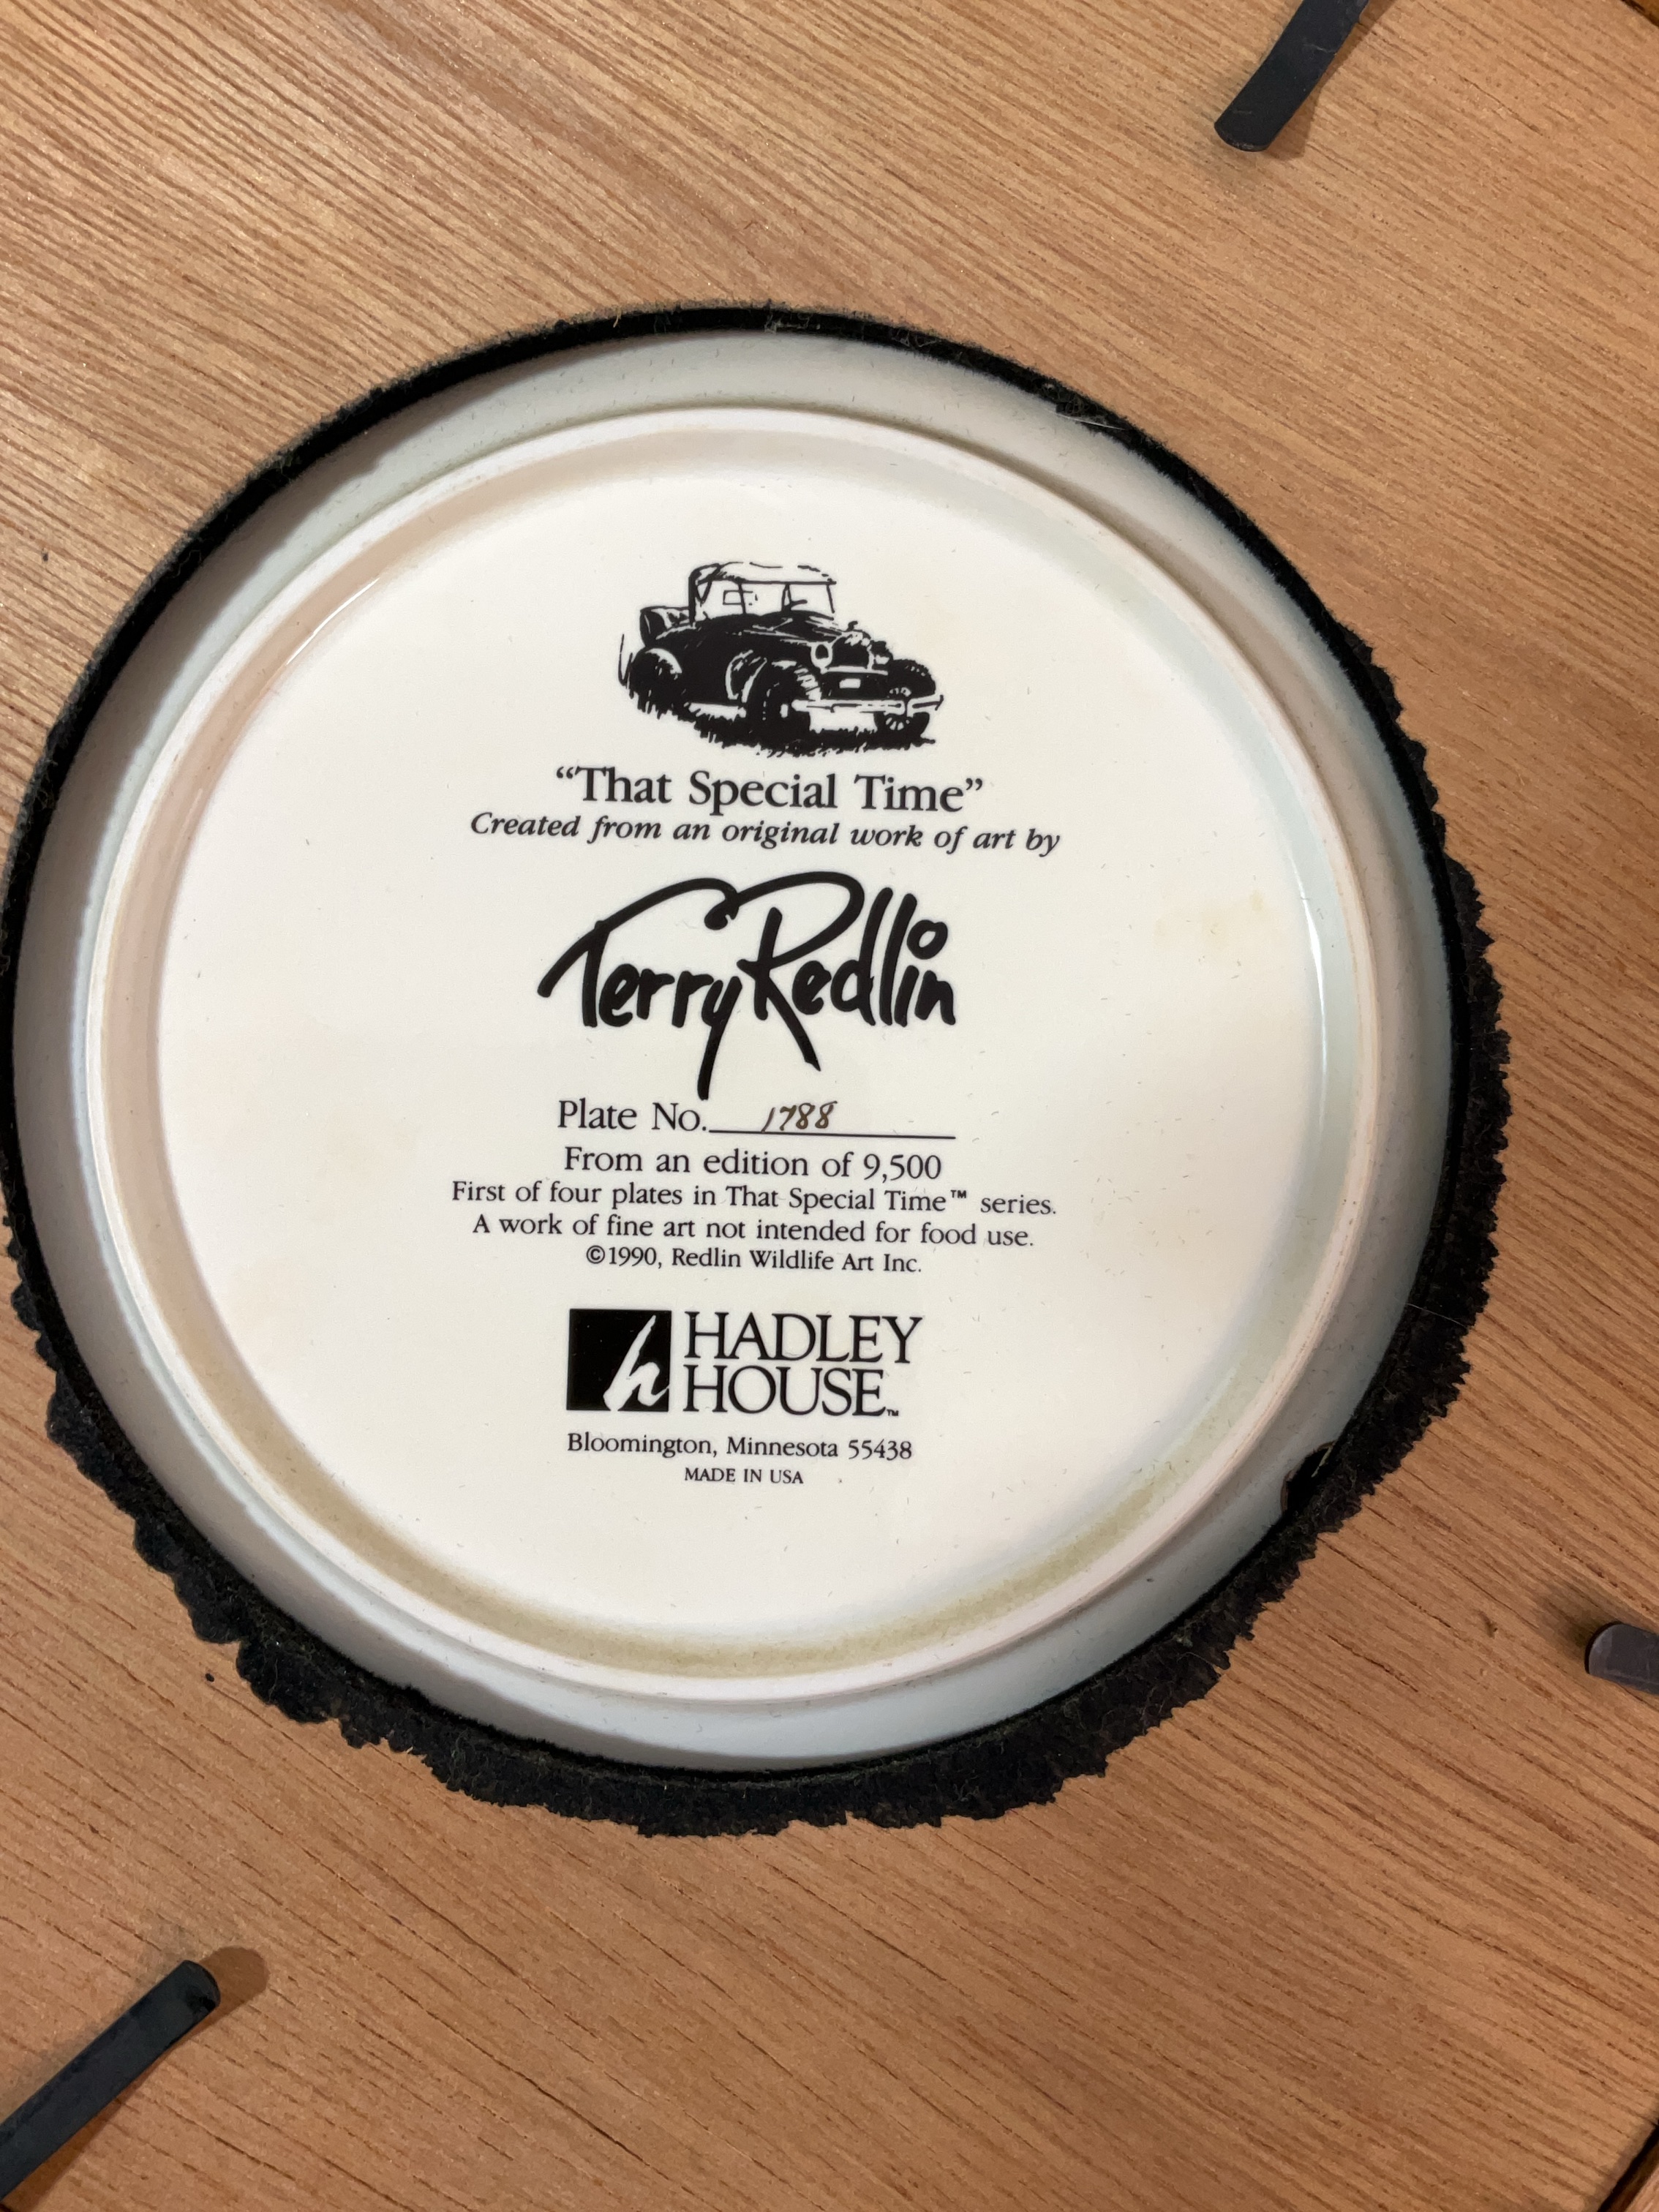 “That Special Time”
Created from an original work of art by
Terry Redlin
Plate No. 1788
From an edition of 9,500
First of four plates in That Special Time™ series.
A work of fine art not intended for food use.
©1990, Redlin Wildlife Art Inc.
h HADLEY
HOUSE™
Bloomington, Minnesota 55438
MADE IN USA